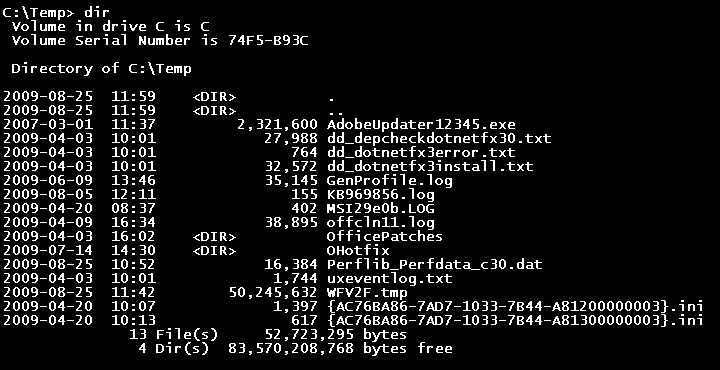 C:\Temp> dir
 Volume in drive C is C
 Volume Serial Number is 74F5-B93C

 Directory of C:\Temp

2009-08-25  11:59    <DIR>          .
2009-08-25  11:59    <DIR>          ..
2007-03-01  11:37         2,321,600 AdobeUpdater12345.exe
2009-04-03  10:01            27,988 dd_depcheckdotnetfx30.txt
2009-04-03  10:01               764 dd_dotnetfx3error.txt
2009-04-03  10:01            32,572 dd_dotnetfx3install.txt
2009-06-09  13:46            35,145 GenProfile.log
2009-08-05  12:11               155 KB969856.log
2009-04-20  08:37               402 MSI29e0b.LOG
2009-04-09  16:34            38,895 offcln11.log
2009-04-03  16:02    <DIR>          OfficePatches
2009-07-14  14:30    <DIR>          OHotfix
2009-08-25  10:52            16,384 Perflib_Perfdata_c30.dat
2009-04-03  10:01             1,744 uxeventlog.txt
2009-08-25  11:42        50,245,632 WFV2F.tmp
2009-04-20  10:07             1,397 {AC76BA86-7AD7-1033-7B44-A81200000003}.ini
2009-04-20  10:13               617 {AC76BA86-7AD7-1033-7B44-A81300000003}.ini
              13 File(s)     52,723,295 bytes
               4 Dir(s)  83,570,208,768 bytes free